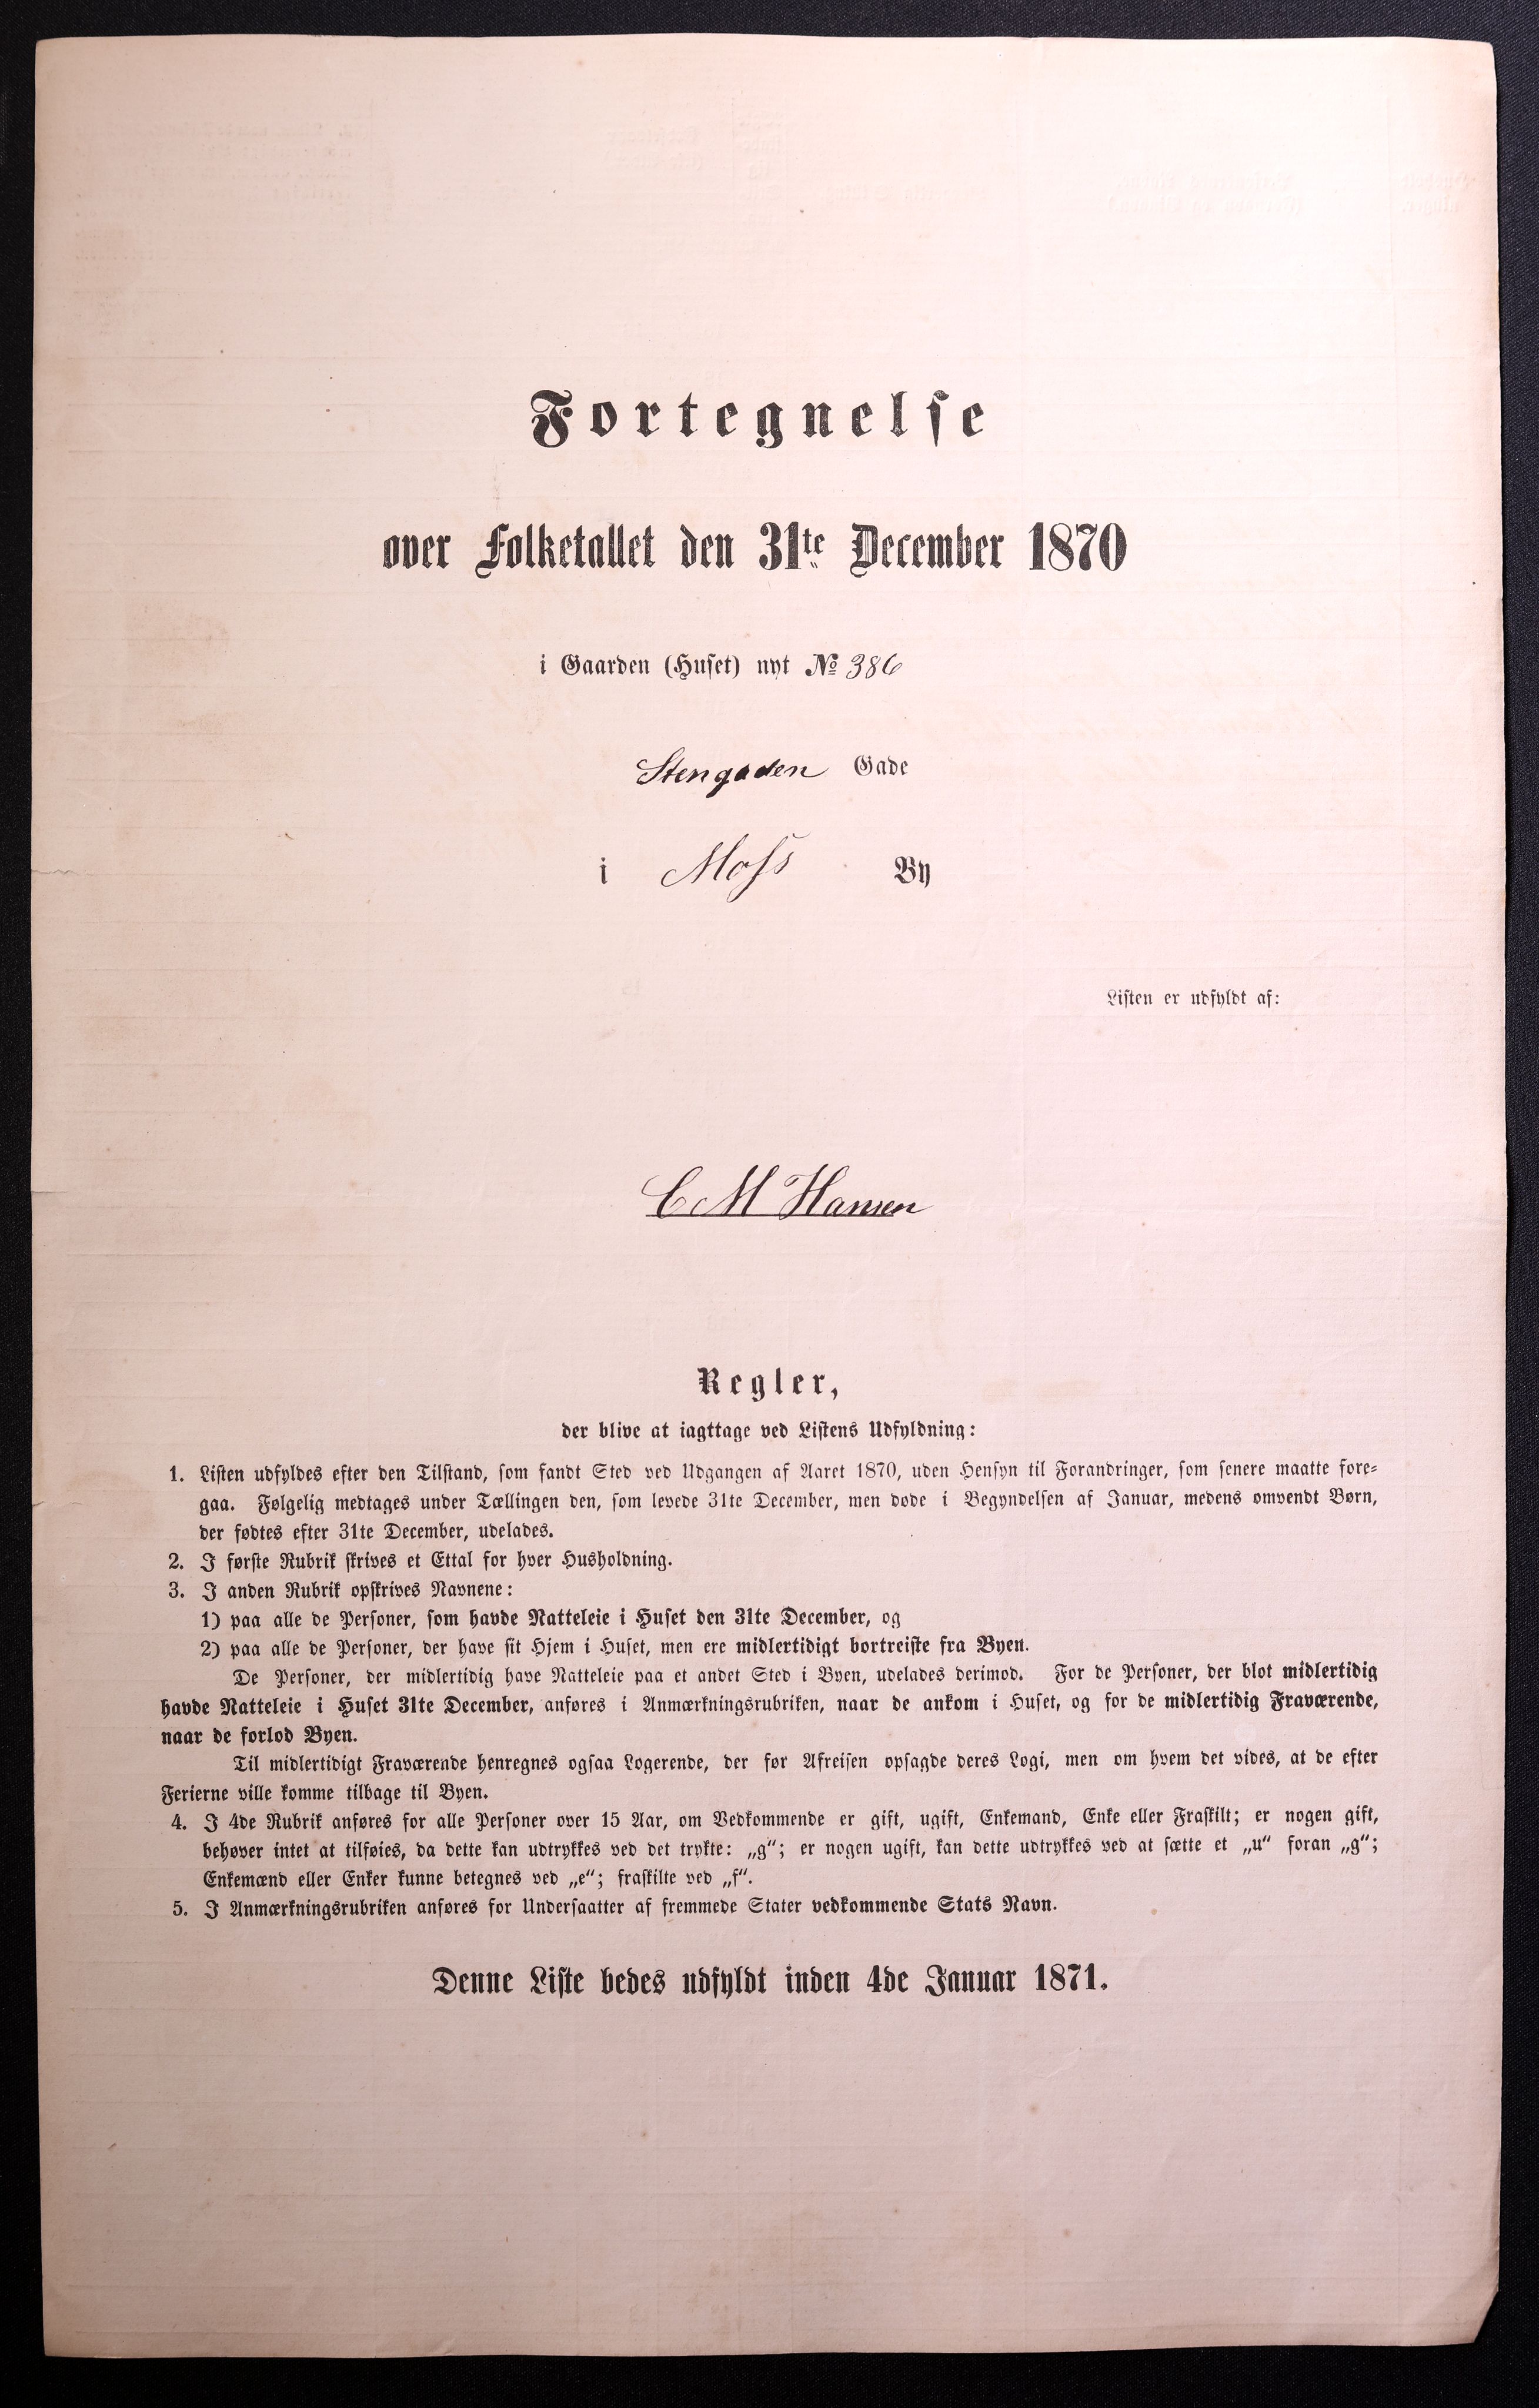 Fortegnelse
over Folketallet den 31te December 1870
i Gaarden (Huset) nyt № 386
Stengaden Gade
i Moss By
Listen er udfyldt af:
C M Hansen
Regler,
der blive at iagttage ved Listens Udfyldning:
1. Listen udfyldes efter den Tilstand, som fandt Sted ved Udgangen af Aaret 1870, uden Hensyn til Forandringer, som senere maatte fore-
gaa. Følgelig medtages under Tællingen den, som levede 31te December, men døde i Begyndelsen af Januar, medens omvendt Børn,
der fødtes efter 31te December, udelades.
2. I første Rubrik skrives et Ettal for hver Husholdning.
3. I anden Rubrik opskrives Navnene:
1) paa alle de Personer, som havde Natteleie i Huset den 31te December, og
2) paa alle de Personer, der have sit Hjem i Huset, men ere midlertidigt bortreiste fra Byen.
De Personer, der midlertidig have Natteleie paa et andet Sted i Byen, udelades derimod. For de Personer, der blot midlertidig
havde Natteleie i Huset 31te December, anføres i Anmærkningsrubriken, naar de ankom i Huset, og for de midlertidig Fraværende,
naar de forlod Byen.
Til midlertidigt Fraværende henregnes ogsaa Logerende, der før Afreisen opsagde deres Logi, men om hvem det vides, at de efter
Ferierne ville komme tilbage til Byen.
4. I 4de Rubrik anføres for alle Personer over 15 Aar, om Vedkommende er gift, ugift, Enkemand, Enke eller Fraskilt; er nogen gift,
behøver intet at tilføies, da dette kan udtrykkes ved det trykte: „g“; er nogen ugift, kan dette udtrykkes ved at sætte et „u“ foran „g“;
Enkemænd eller Enker kunne betegnes ved „e“; fraskilte ved „f“.
5. I Anmærkningsrubriken anføres for Undersaatter af fremmede Stater vedkommende Stats Navn.
Denne Liste bedes udfyldt inden 4de Januar 1871.